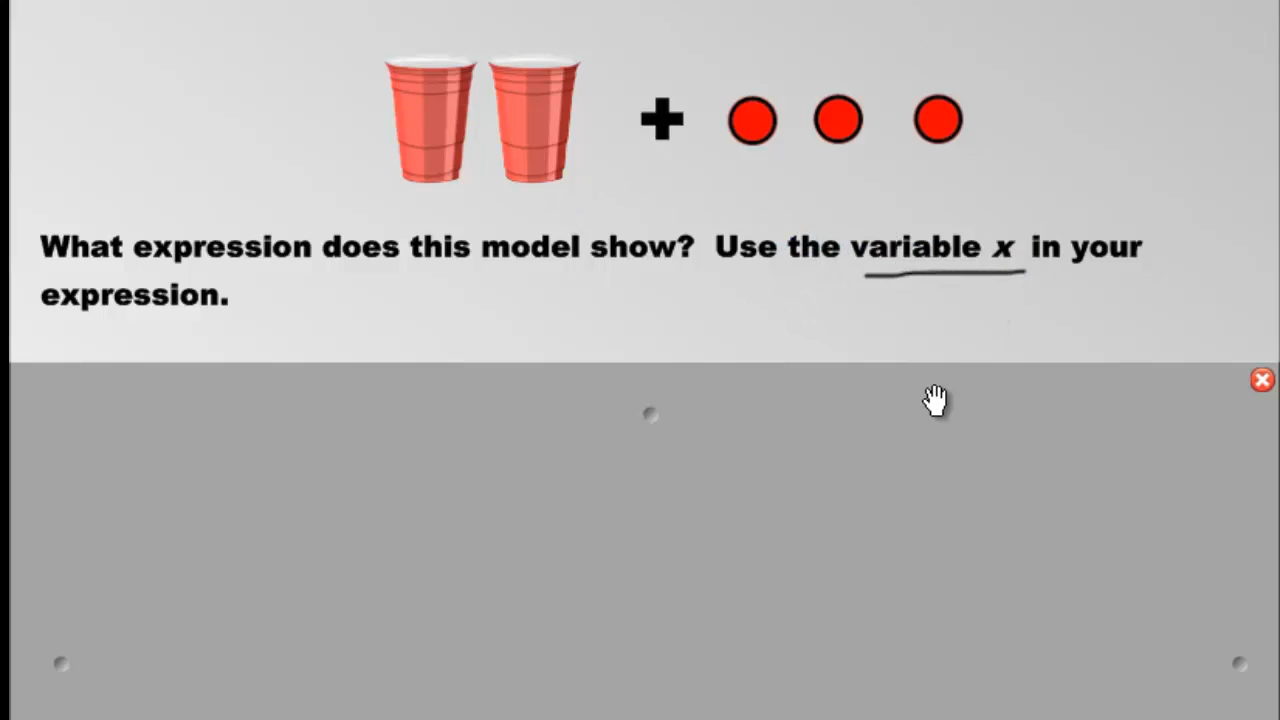 +
What expression does this model show? Use the variable x in your
expression.